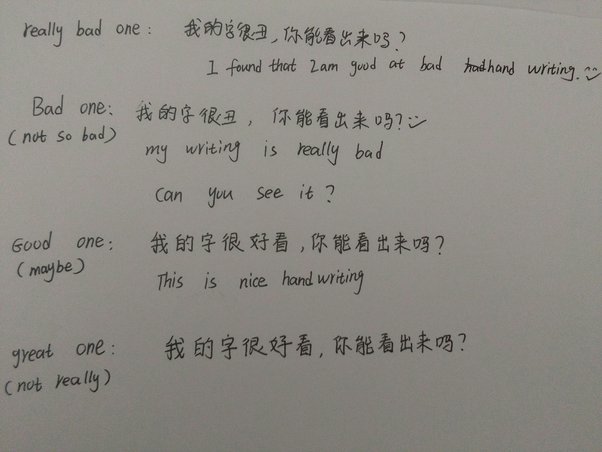 really bad one: 我的字很丑,你能看出来吗?
I found that I am good at bad hand writing.
Bad one: 我的字很丑,你能看出来吗?
(not so bad)
my writing is really bad
Can you see it?
Good one: 我的字很好看,你能看出来吗?
(maybe)
This is nice handwriting
great one: 我的字很好看,你能看出来吗?
(not really)